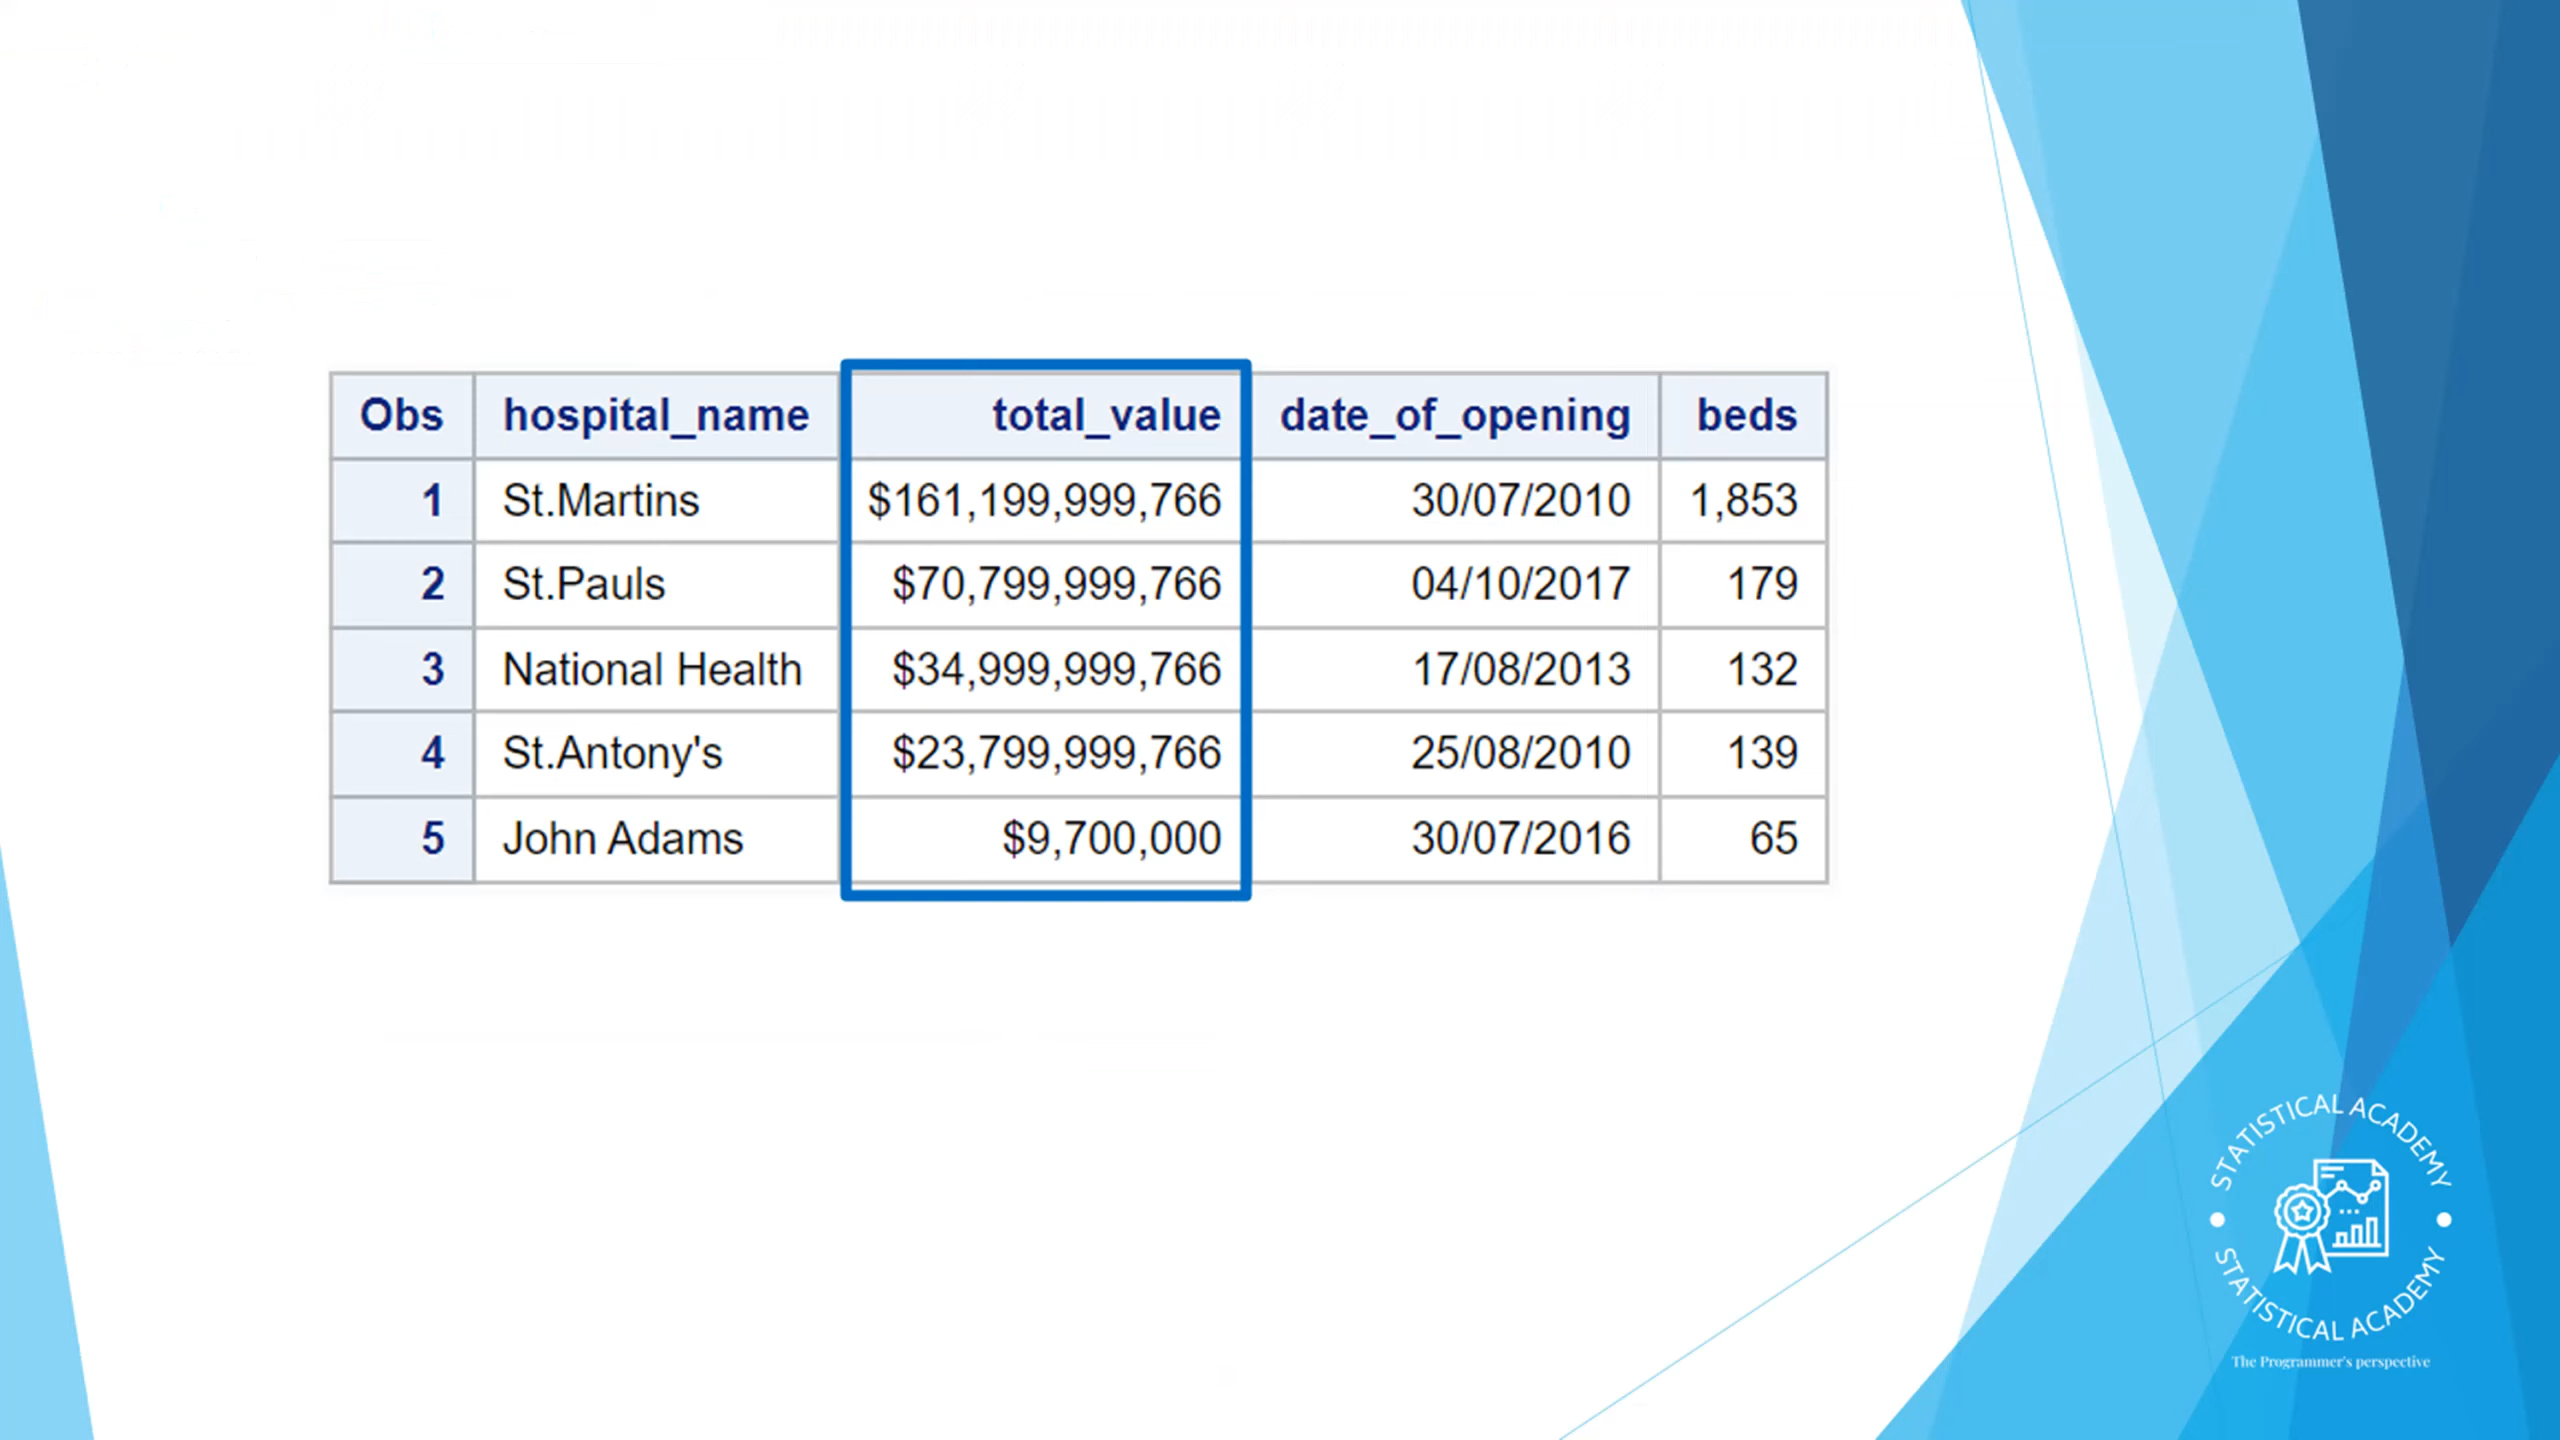 Obs hospital_name total_value date_of_opening beds
1 St.Martins $161,199,999,766 30/07/2010 1,853
2 St.Pauls $70,799,999,766 04/10/2017 179
3 National Health $34,999,999,766 17/08/2013 132
4 St.Antony's $23,799,999,766 25/08/2010 139
5 John Adams $9,700,000 30/07/2016 65
STATISTICAL ACADEMY
STATISTICAL ACADEMY
The Programmer's perspective